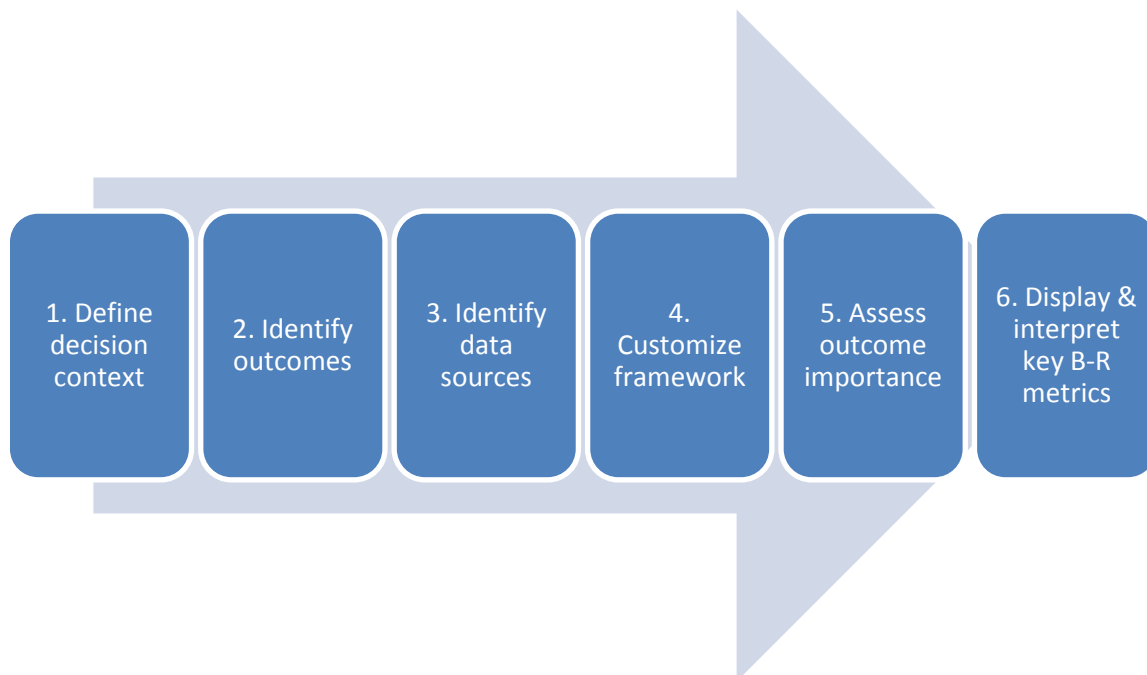 1. Define
decision
context
2. Identify
outcomes
3. Identify
data
sources
4.
Customize
framework
5. Assess
outcome
importance
6. Display &
interpret
key B-R
metrics